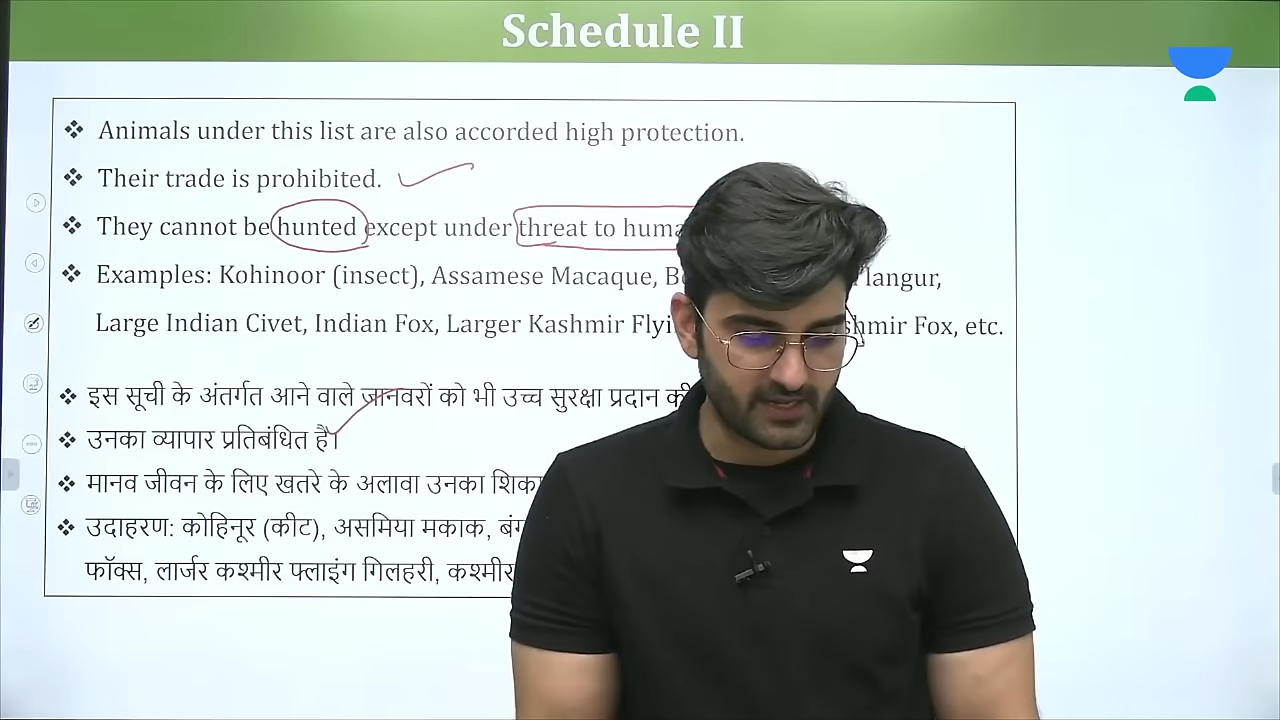 Schedule II
❖ Animals under this list are also accorded high protection.
❖ Their trade is prohibited.
❖ They cannot be hunted except under threat to
❖ Examples: Kohinoor (insect), Assamese Macaque, langur,
Large Indian Civet, Indian Fox, Larger Kashmir Fox, etc.
❖ इस सूची के अंतर्गत आने वाले जानवरों को भी उच्च सुरक्षा प्रदान की
❖ उनका व्यापार प्रतिबंधित है।
❖ मानव जीवन के लिए खतरे के अलावा उनका
❖ उदाहरण: कोहिनूर (कीट), असमिया मकाक,
फॉक्स, लार्जर कश्मीर फ्लाइंग गिलहरी, कश्मीर